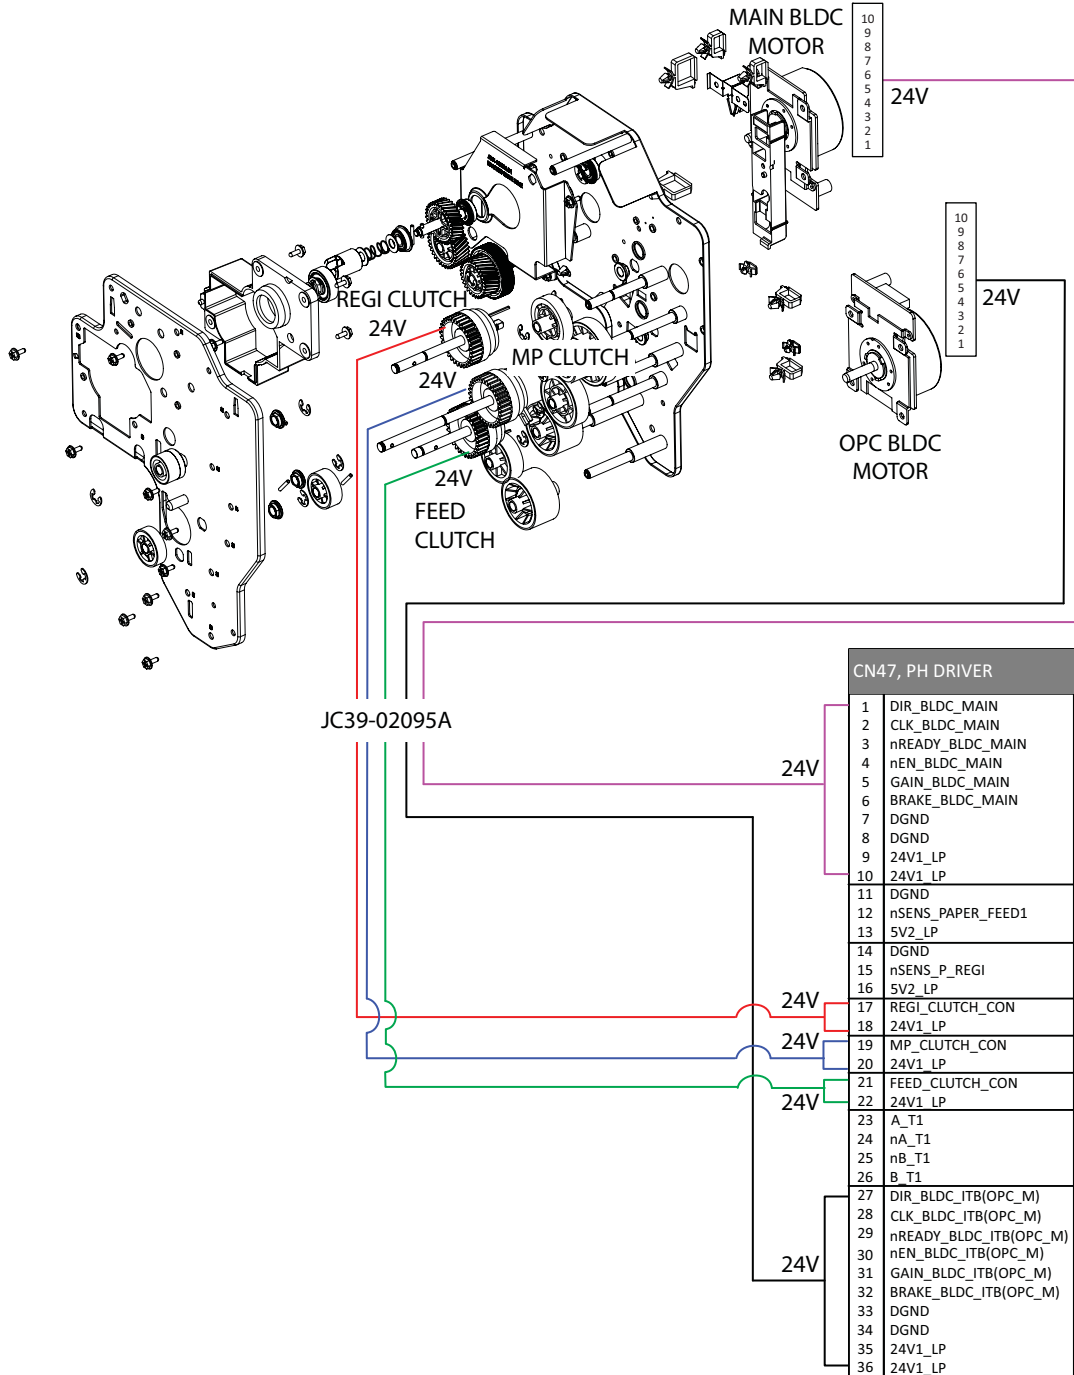 MAIN BLDC
MOTOR
10
9
8
7
6
5
4
3
2
1
24V
10
9
8
7
6
5
4
3
2
1
24V
REGI CLUTCH
24V
MP CLUTCH
24V
24V
FEED
CLUTCH
OPC BLDC
MOTOR
JC39-02095A
CN47, PH DRIVER
24V
1 DIR_BLDC_MAIN
2 CLK_BLDC_MAIN
3 nREADY_BLDC_MAIN
4 nEN_BLDC_MAIN
5 GAIN_BLDC_MAIN
6 BRAKE_BLDC_MAIN
7 DGND
8 DGND
9 24V1_LP
10 24V1_LP
11 DGND
12 nSENS_PAPER_FEED1
13 5V2_LP
14 DGND
15 nSENS_P_REGI
16 5V2_LP
24V
17 REGI_CLUTCH_CON
18 24V1_LP
24V
19 MP_CLUTCH_CON
20 24V1_LP
21 FEED_CLUTCH_CON
22 24V1_LP
24V
23 A_T1
24 nA_T1
25 nB_T1
26 B_T1
27 DIR_BLDC_ITB(OPC_M)
28 CLK_BLDC_ITB(OPC_M)
29 nREADY_BLDC_ITB(OPC_M)
30 nEN_BLDC_ITB(OPC_M)
24V
31 GAIN_BLDC_ITB(OPC_M)
32 BRAKE_BLDC_ITB(OPC_M)
33 DGND
34 DGND
35 24V1_LP
36 24V1_LP